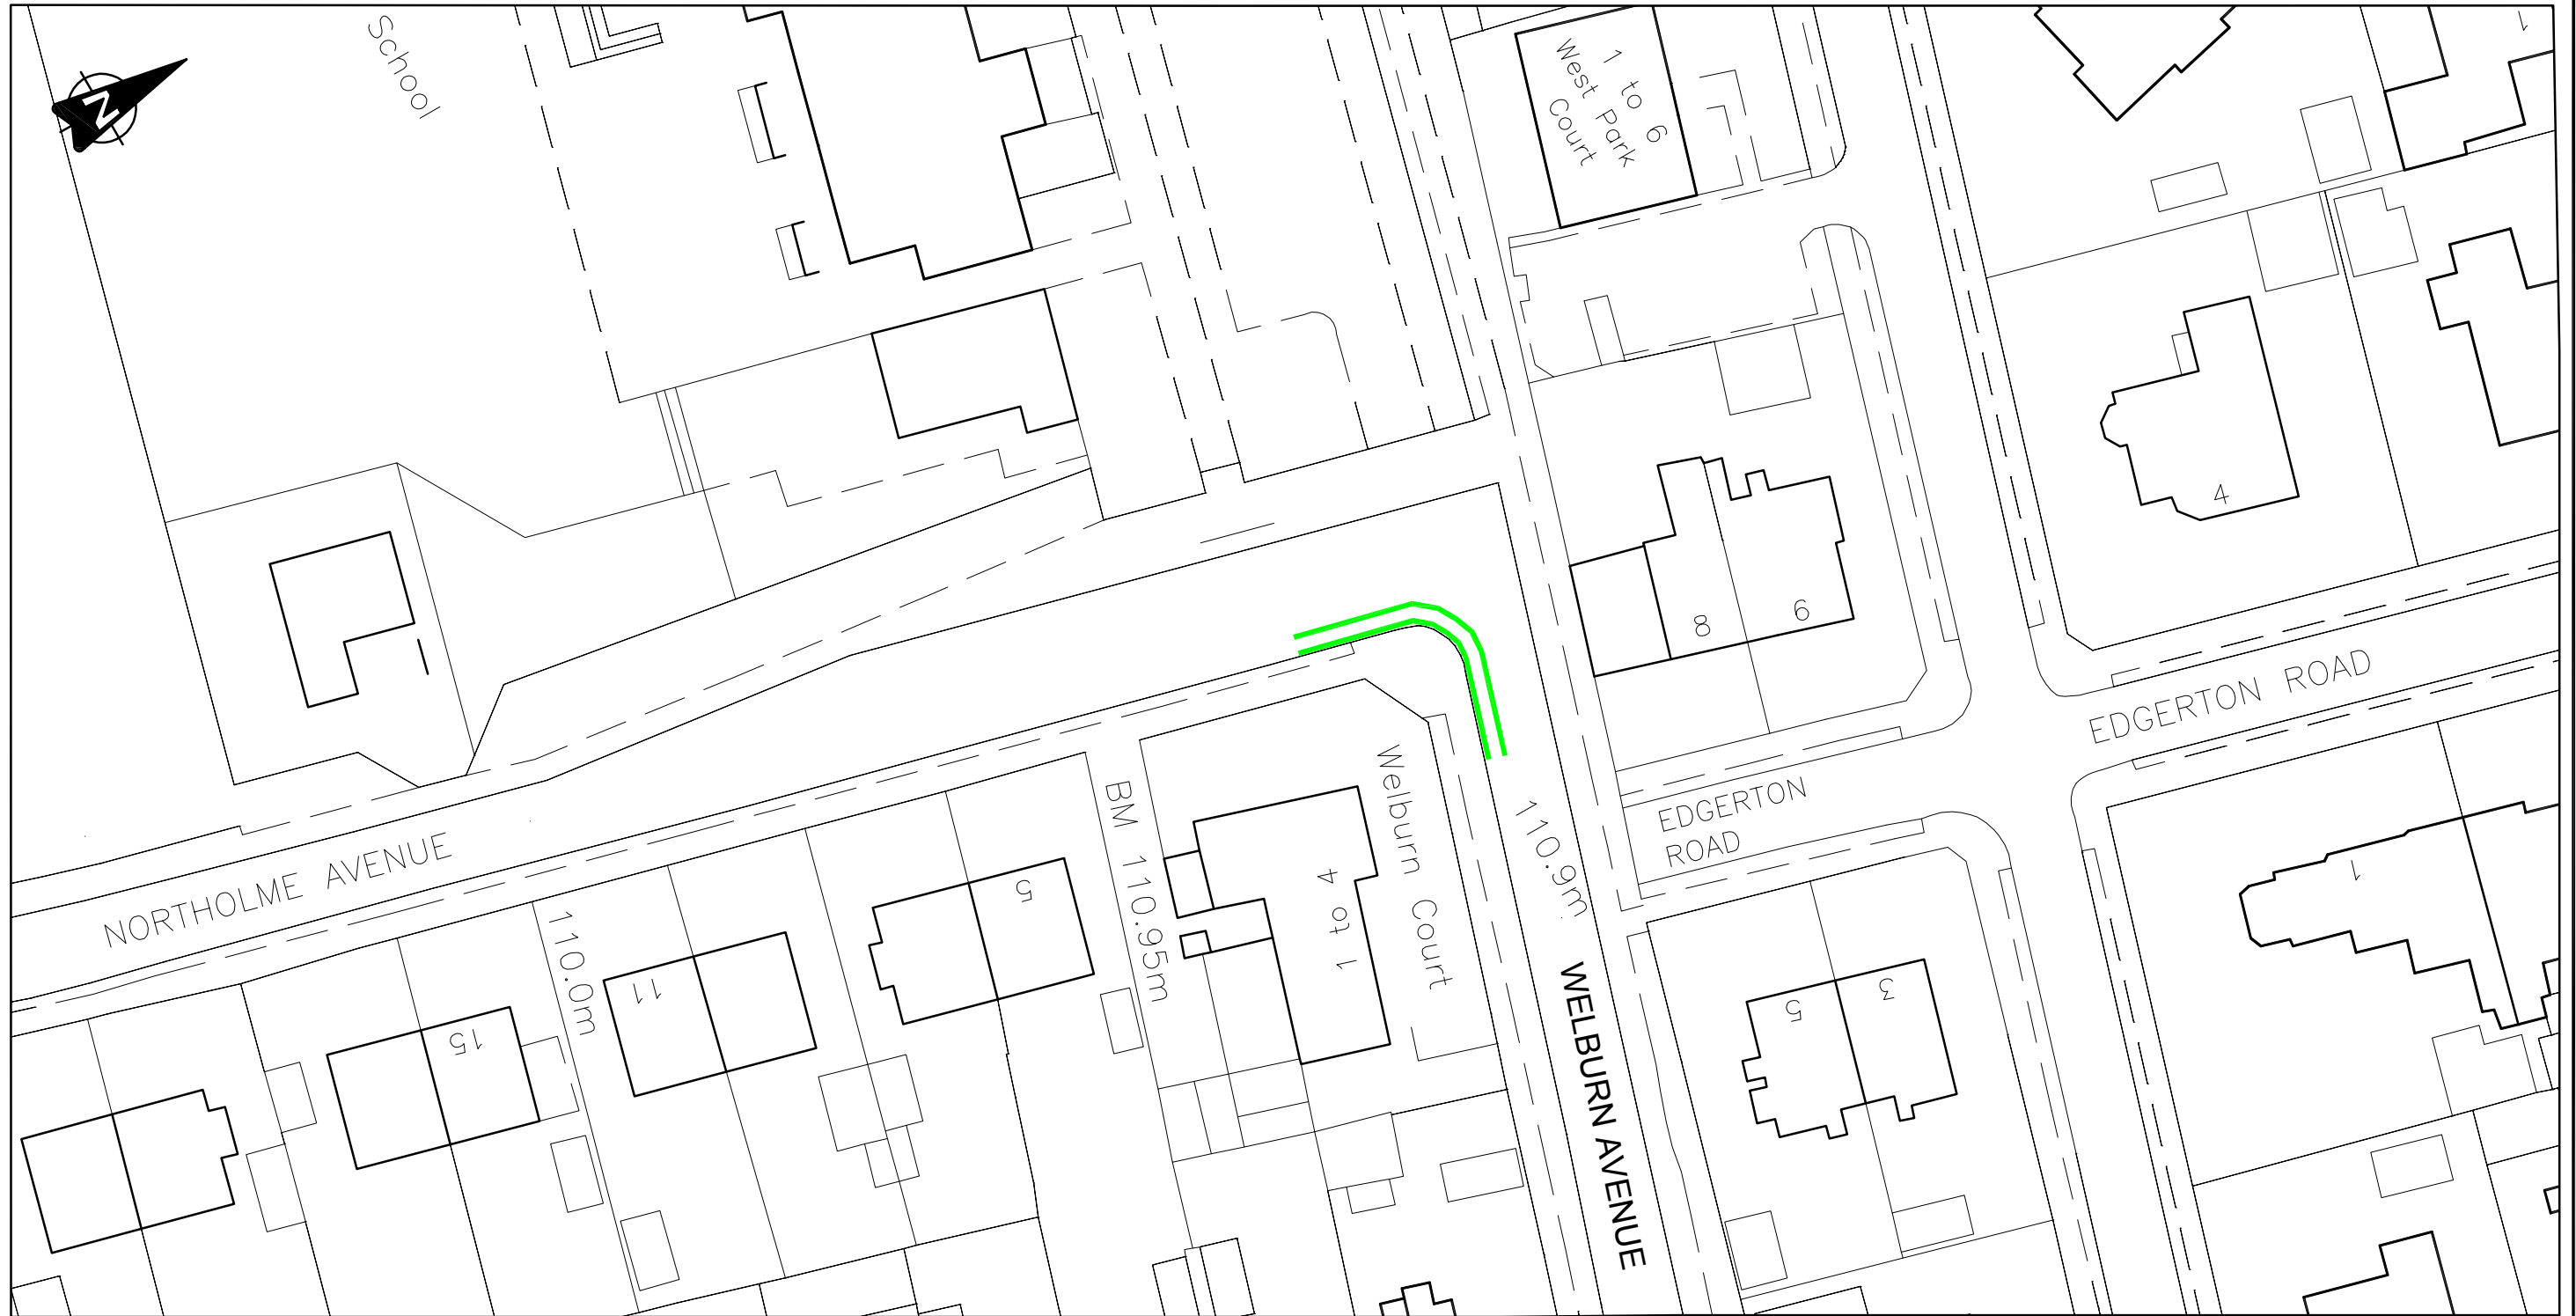 School
N
1 to 6
West Park
Court
1
4
8
6
EDGERTON ROAD
EDGERTON
ROAD
NORTHOLME AVENUE
BM 110.95m
Welburn Court
1 to 4
110.9m
WELBURN AVENUE
110.0m
5
11
15
5
3
1